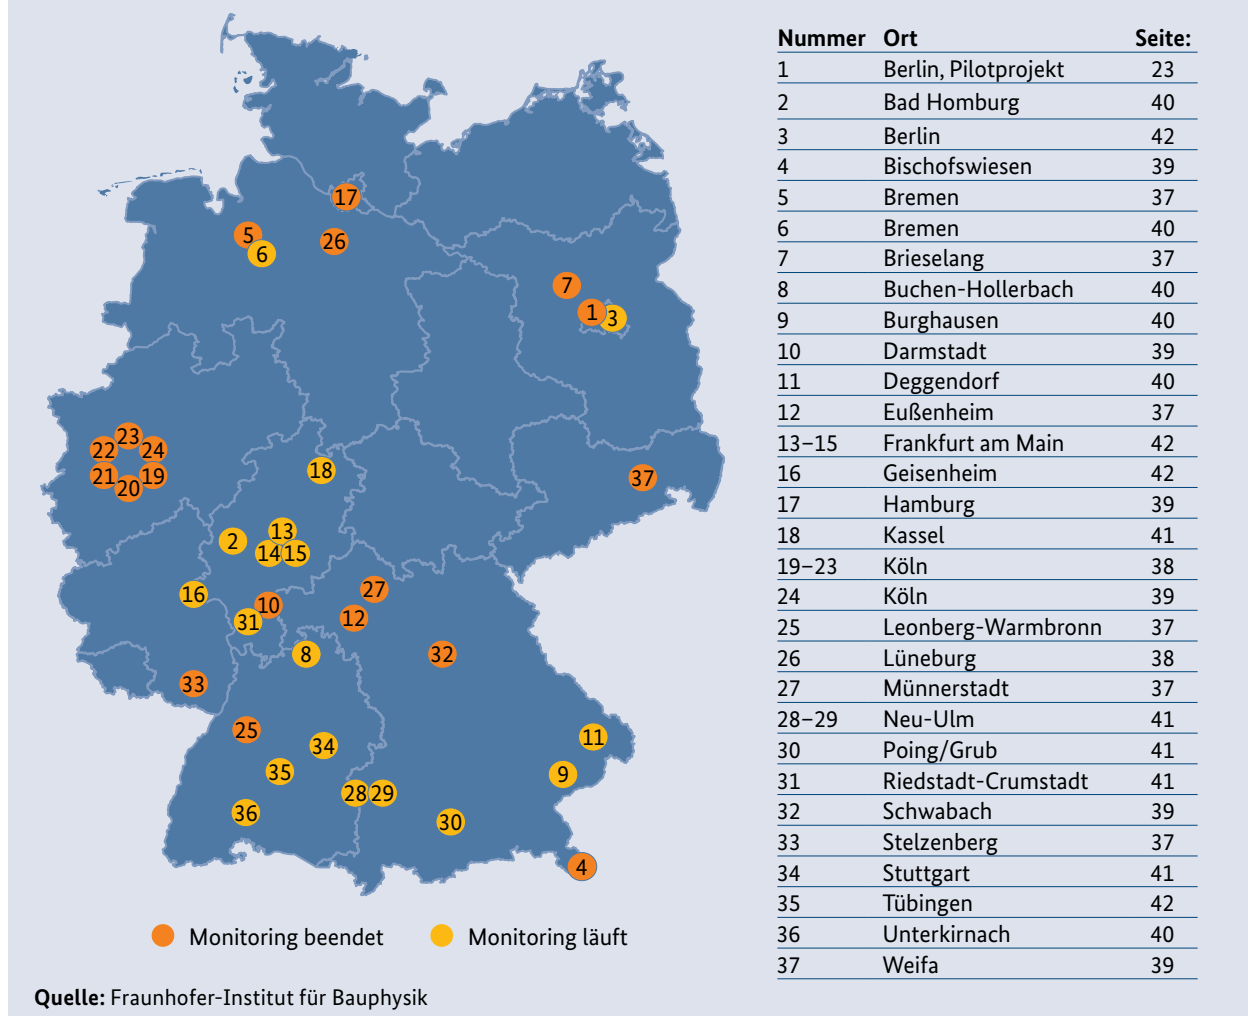 17
5
6
26
7
1
3
23
22
24
21
19
20
18
37
13
2
14
15
16
27
10
12
31
8
32
33
25
34
11
35
9
28
29
36
30
4
Monitoring beendet
Monitoring läuft
Nummer Ort Seite:
1 Berlin, Pilotprojekt 23
2 Bad Homburg 40
3 Berlin 42
4 Bischofswiesen 39
5 Bremen 37
6 Bremen 40
7 Brieselang 37
8 Buchen-Hollerbach 40
9 Burghausen 40
10 Darmstadt 39
11 Deggendorf 40
12 Eußenheim 37
13–15 Frankfurt am Main 42
16 Geisenheim 42
17 Hamburg 39
18 Kassel 41
19–23 Köln 38
24 Köln 39
25 Leonberg-Warmbronn 37
26 Lüneburg 38
27 Münnerstadt 37
28–29 Neu-Ulm 41
30 Poing/Grub 41
31 Riedstadt-Crumstadt 41
32 Schwabach 39
33 Stelzenberg 37
34 Stuttgart 41
35 Tübingen 42
36 Unterkirnach 40
37 Weifa 39
Quelle: Fraunhofer-Institut für Bauphysik